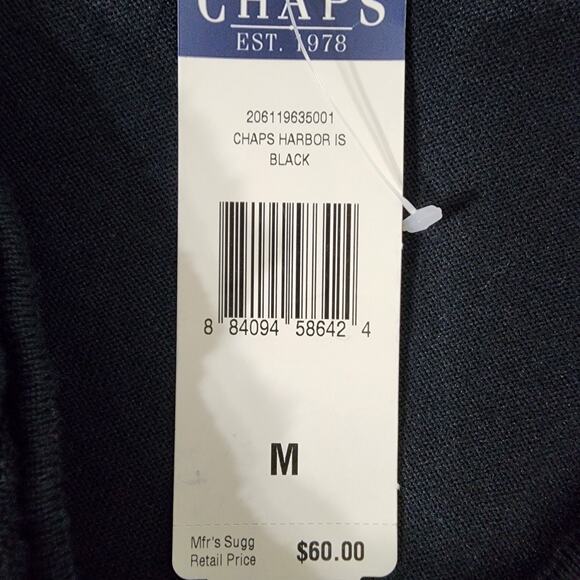 CHAPS
EST. 1978
206119635001
CHAPS HARBOR IS
BLACK
8 84094 58642 4
M
Mfr's Sugg
Retail Price $60.00